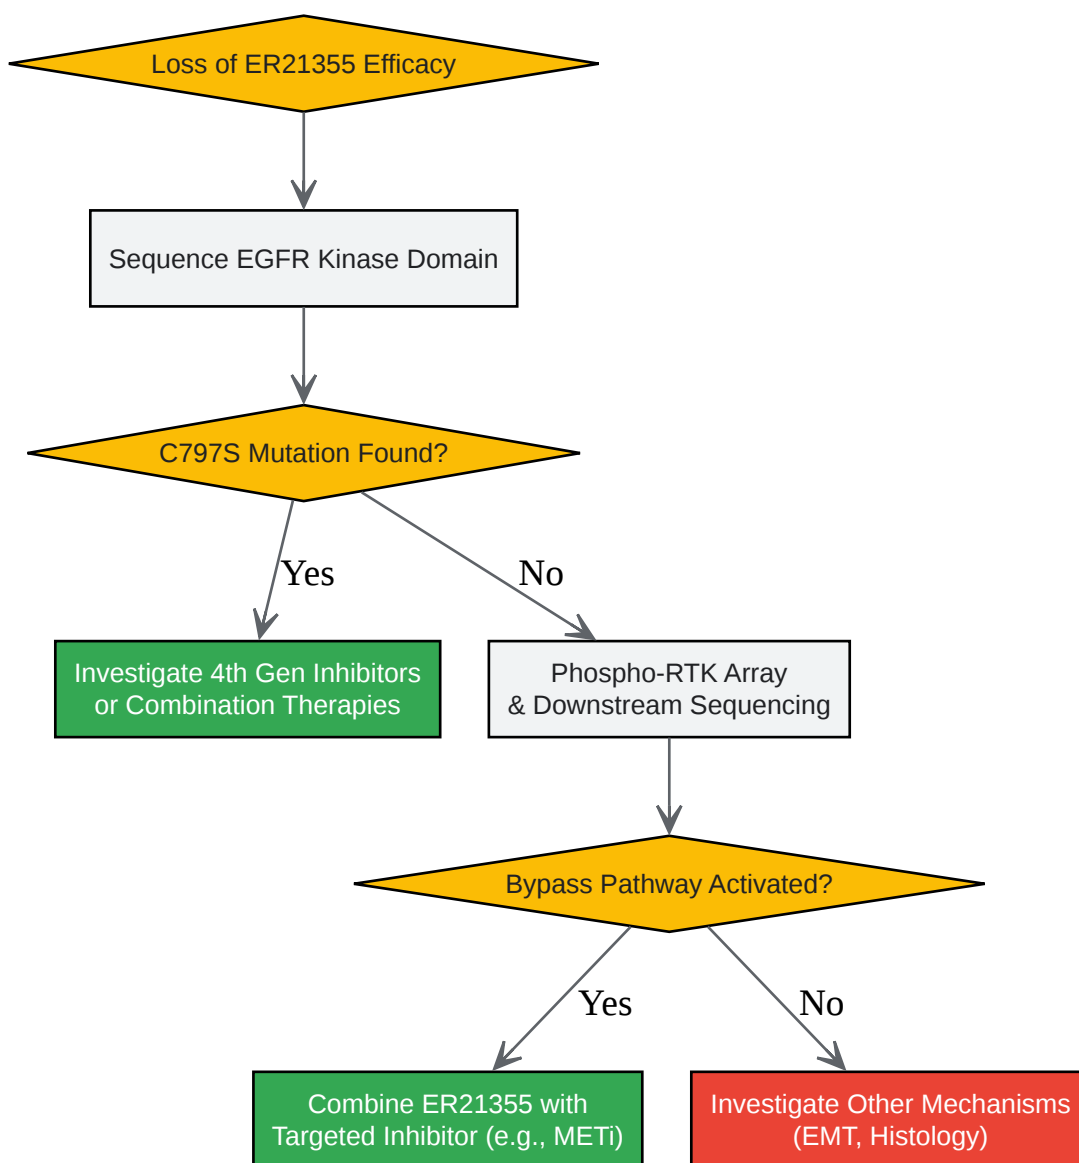 Loss of ER21355 Efficacy
Sequence EGFR Kinase Domain
C797S Mutation Found?
Yes
No
Investigate 4th Gen Inhibitors
or Combination Therapies
Phospho-RTK Array
& Downstream Sequencing
Bypass Pathway Activated?
Yes
No
Combine ER21355 with
Targeted Inhibitor (e.g., METi)
Investigate Other Mechanisms
(EMT, Histology)